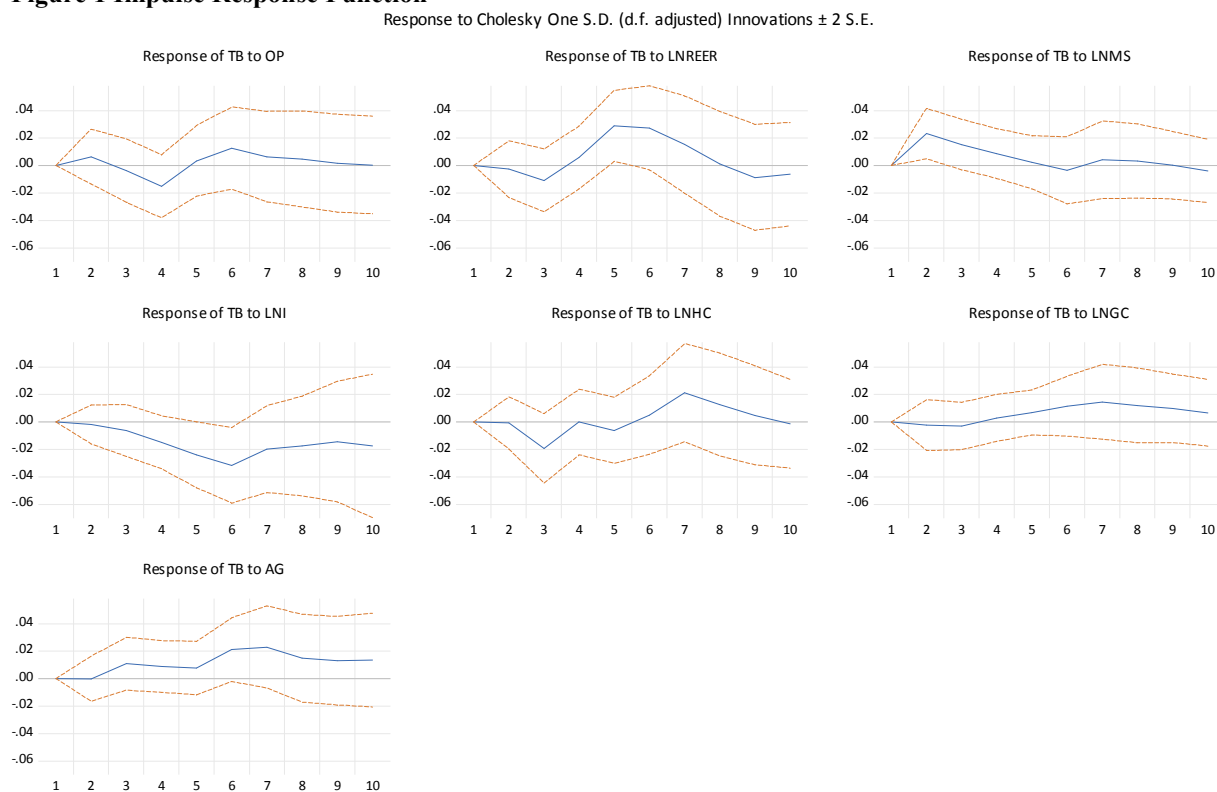 Figure 1 Impulse Response Function
Response to Cholesky One S.D. (d.f. adjusted) Innovations ± 2 S.E.
Response of TB to OP
.04
.02
.00
-.02
-.04
-.06
1 2 3 4 5 6 7 8 9 10
Response of TB to LNREER
.04
.02
.00
-.02
-.04
-.06
1 2 3 4 5 6 7 8 9 10
Response of TB to LNMS
.04
.02
.00
-.02
-.04
-.06
1 2 3 4 5 6 7 8 9 10
Response of TB to LNI
.04
.02
.00
-.02
-.04
-.06
1 2 3 4 5 6 7 8 9 10
Response of TB to LNHC
.04
.02
.00
-.02
-.04
-.06
1 2 3 4 5 6 7 8 9 10
Response of TB to LNGC
.04
.02
.00
-.02
-.04
-.06
1 2 3 4 5 6 7 8 9 10
Response of TB to AG
.04
.02
.00
-.02
-.04
-.06
1 2 3 4 5 6 7 8 9 10